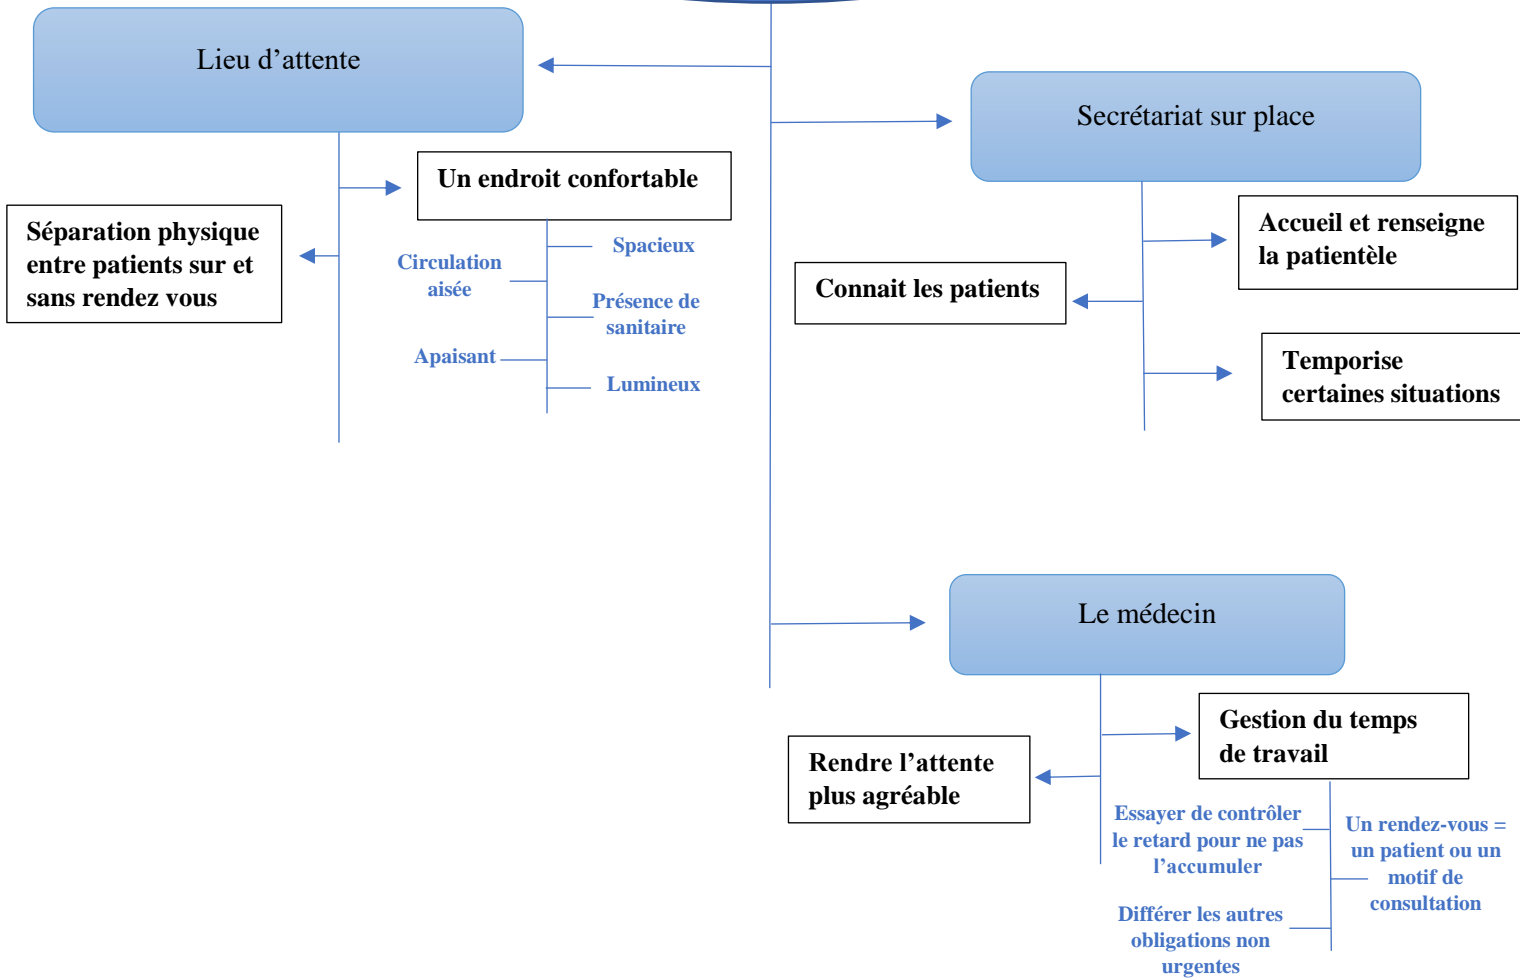 Lieu d’attente
Secrétariat sur place
Un endroit confortable
Séparation physique
entre patients sur et
sans rendez vous
Spacieux
Circulation
aisée
Présence de
sanitaire
Apaisant
Lumineux
Accueil et renseigne
la patientèle
Connait les patients
Temporise
certaines situations
Le médecin
Gestion du temps
de travail
Rendre l’attente
plus agréable
Essayer de contrôler
le retard pour ne pas
l’accumuler
Un rendez-vous =
un patient ou un
motif de
consultation
Différer les autres
obligations non
urgentes